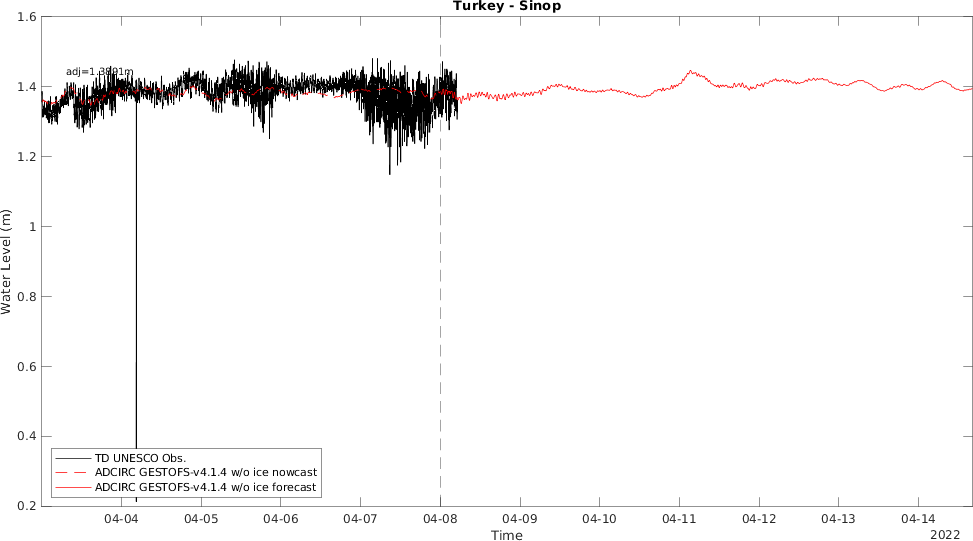 Turkey - Sinop
1.6
1.4
1.2
1
0.8
0.6
0.4
0.2
Water Level (m)
TD UNESCO Obs.
ADCIRC GESTOFS-v4.1.4 w/o ice nowcast
ADCIRC GESTOFS-v4.1.4 w/o ice forecast
04-04 04-05 04-06 04-07 04-08 04-09 04-10 04-11 04-12 04-13 04-14
Time
2022